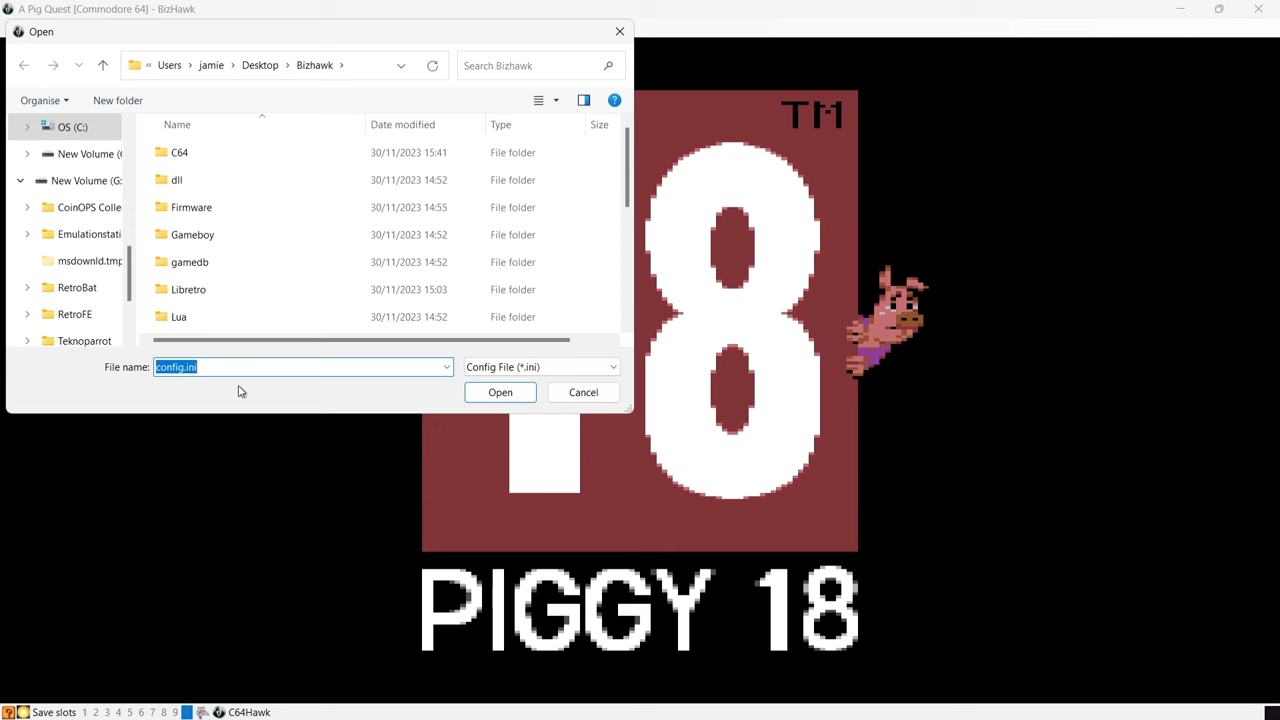 A Pig Quest [Commodore 64] - BizHawk
Open
« Users > jamie > Desktop > Bizhawk >
Search Bizhawk
Organise
New folder
?
OS (C:)
New Volume (
New Volume (G:
CoinOPS Colle
Emulationstati
msdownld.tmp
RetroBat
RetroFE
Teknoparrot
Name Date modified Type Size
C64 30/11/2023 15:41 File folder
dll 30/11/2023 14:52 File folder
Firmware 30/11/2023 14:55 File folder
Gameboy 30/11/2023 14:52 File folder
gamedb 30/11/2023 14:52 File folder
Libretro 30/11/2023 15:03 File folder
Lua 30/11/2023 14:52 File folder
File name: config.ini
Config File (*.ini)
Open
Cancel
TM
8
PIGGY 18
Save slots 1 2 3 4 5 6 7 8 9 C64Hawk